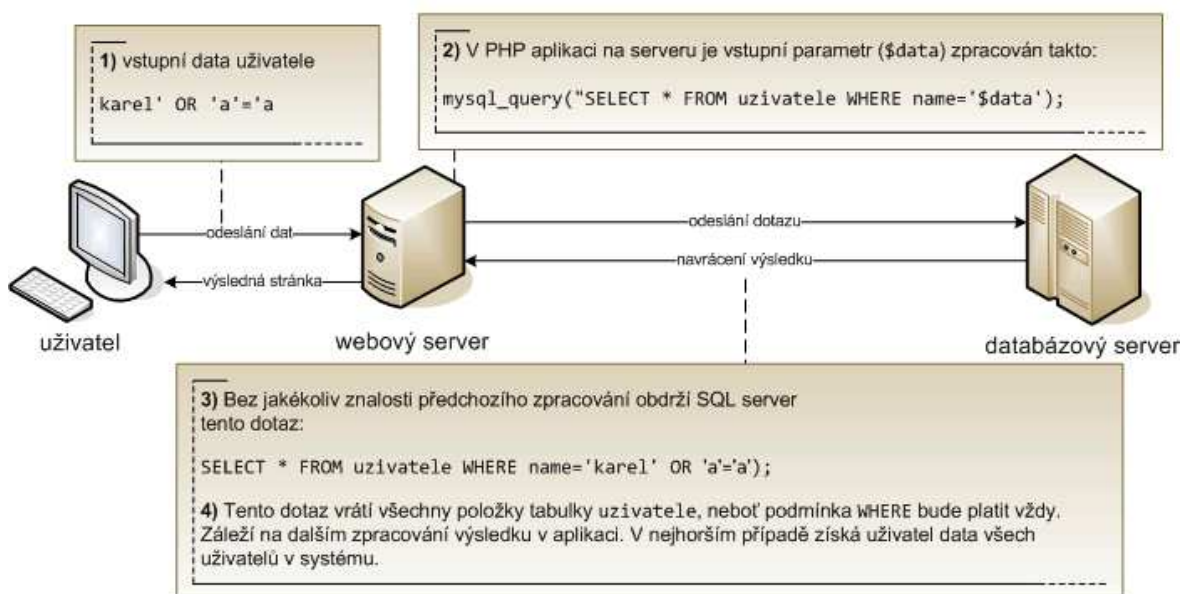 1) vstupní data uživatele
karel' OR 'a'='a
2) V PHP aplikaci na serveru je vstupní parametr ($data) zpracován takto:
mysql_query("SELECT * FROM uzivatele WHERE name='$data');
odeslání dat
výsledná stránka
odeslání dotazu
navrácení výsledku
uživatel
webový server
databázový server
3) Bez jakékoliv znalosti předchozího zpracování obdrží SQL server
tento dotaz:
SELECT * FROM uzivatele WHERE name='karel' OR 'a'='a');
4) Tento dotaz vrátí všechny položky tabulky uzivatele, neboť podmínka WHERE bude platit vždy.
Záleží na dalším zpracování výsledku v aplikaci. V nejhorším případě získá uživatel data všech
uživatelů v systému.